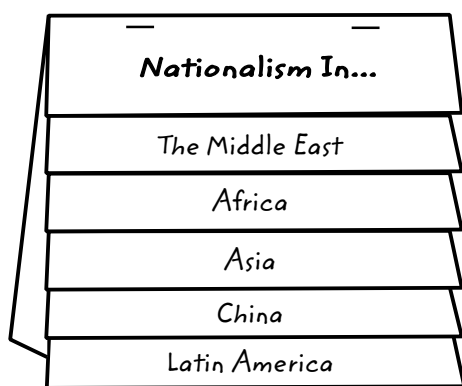 Nationalism In...
The Middle East
Africa
Asia
China
Latin America